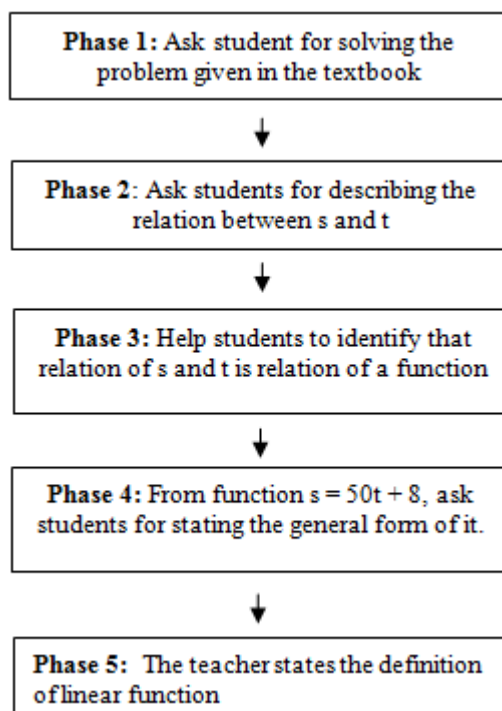 Phase 1: Ask student for solving the
problem given in the textbook
Phase 2: Ask students for describing the
relation between s and t
Phase 3: Help students to identify that
relation of s and t is relation of a function
Phase 4: From function s = 50t + 8, ask
students for stating the general form of it.
Phase 5: The teacher states the definition
of linear function